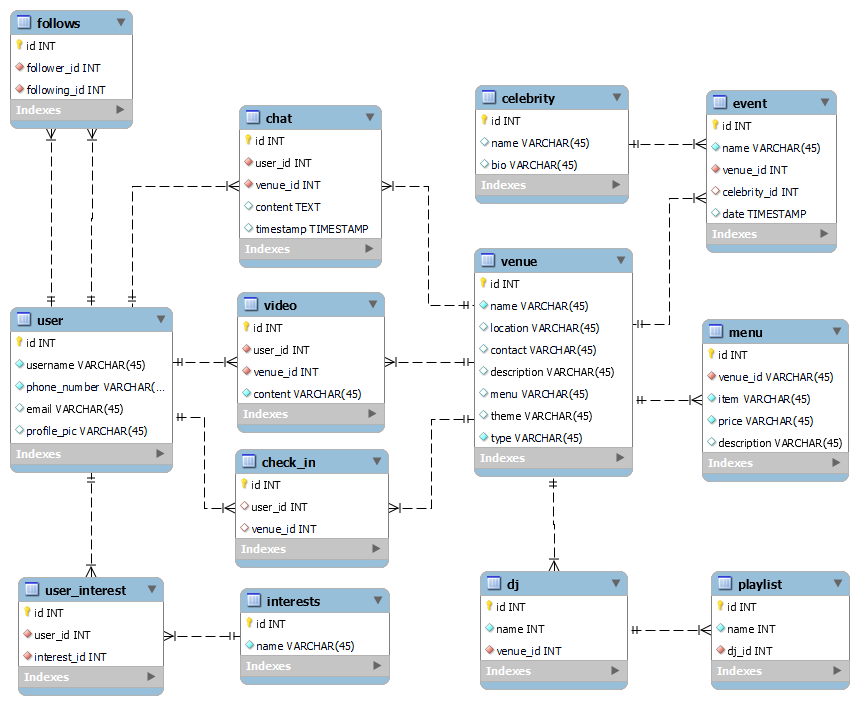 follows
id INT
follower_id INT
following_id INT
Indexes
chat
id INT
user_id INT
venue_id INT
content TEXT
timestamp TIMESTAMP
Indexes
celebrity
id INT
name VARCHAR(45)
bio VARCHAR(45)
Indexes
event
id INT
name VARCHAR(45)
venue_id INT
celebrity_id INT
date TIMESTAMP
Indexes
user
id INT
username VARCHAR(45)
phone_number VARCHAR(...
email VARCHAR(45)
profile_pic VARCHAR(45)
Indexes
video
id INT
user_id INT
venue_id INT
content VARCHAR(45)
Indexes
venue
id INT
name VARCHAR(45)
location VARCHAR(45)
contact VARCHAR(45)
description VARCHAR(45)
menu VARCHAR(45)
theme VARCHAR(45)
type VARCHAR(45)
Indexes
menu
id INT
venue_id VARCHAR(45)
item VARCHAR(45)
price VARCHAR(45)
description VARCHAR(45)
Indexes
check_in
id INT
user_id INT
venue_id INT
Indexes
user_interest
id INT
user_id INT
interest_id INT
Indexes
interests
id INT
name VARCHAR(45)
Indexes
dj
id INT
name INT
venue_id INT
Indexes
playlist
id INT
name INT
dj_id INT
Indexes